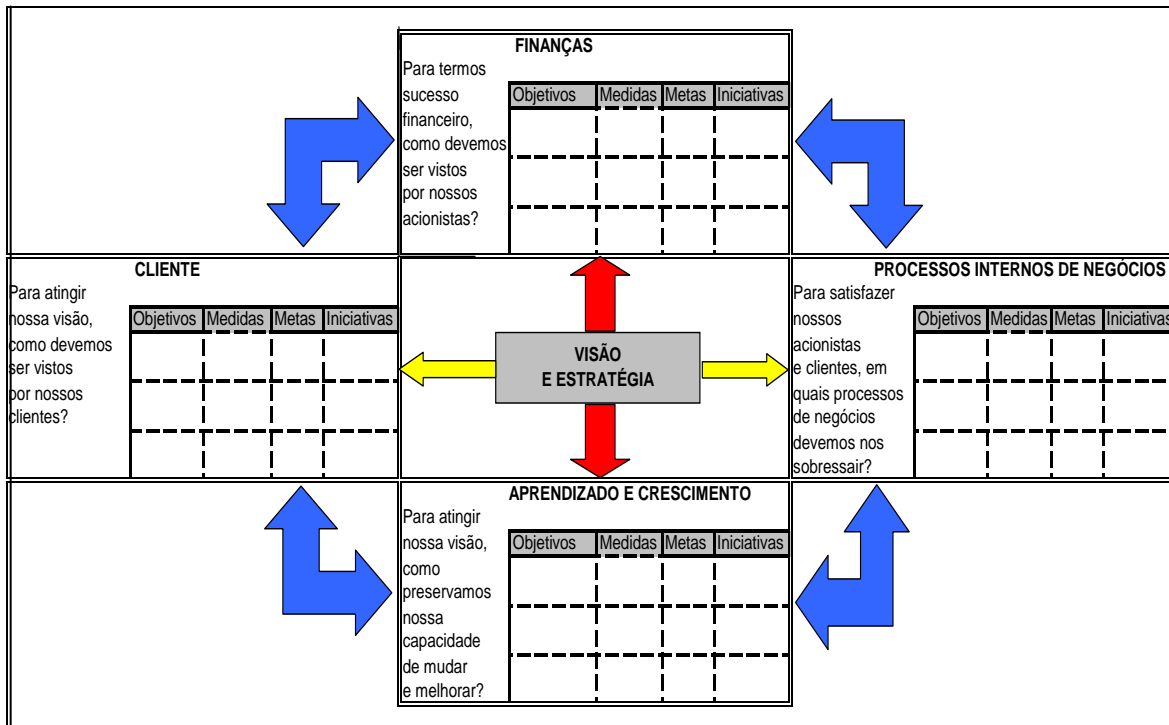 FINANÇAS
Para termos
sucesso
financeiro,
como devemos
ser vistos
por nossos
acionistas?
Objetivos Medidas Metas Iniciativas
CLIENTE
Para atingir
nossa visão,
como devemos
ser vistos
por nossos
clientes?
Objetivos Medidas Metas Iniciativas
VISÃO
E ESTRATÉGIA
PROCESSOS INTERNOS DE NEGÓCIOS
Para satisfazer
nossos
acionistas
e clientes, em
quais processos
de negócios
devemos nos
sobressair?
Objetivos Medidas Metas Iniciativas
APRENDIZADO E CRESCIMENTO
Para atingir
nossa visão,
como
preservamos
nossa
capacidade
de mudar
e melhorar?
Objetivos Medidas Metas Iniciativas